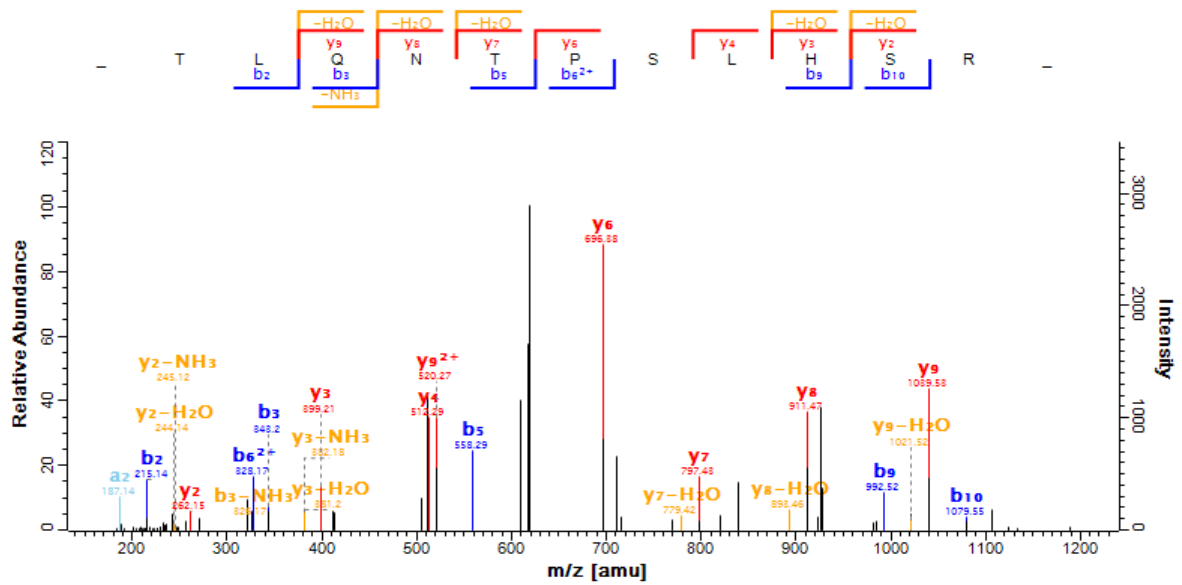 −H₂O −H₂O −H₂O −H₂O −H₂O
y₉ y₈ y₇ y₆ y₄ y₃ y₂
_ T L Q N T P S L H S R _
b₂ b₃ b₅ b₆²⁺ b₉ b₁₀
−NH₃
120
100
80
60
40
20
0
Relative Abundance
3000
2000
1000
0
Intensity
200 300 400 500 600 700 800 900 1000 1100 1200
m/z [amu]
a₂
187.14
b₂
215.14
y₂−NH₃
245.12
y₂−H₂O
244.14
y₂
262.15
b₃−NH₃
b₆²⁺
328.17
b₃
343.2
y₃
399.21
y₃−NH₃
382.18
y₃−H₂O
381.2
y₉²⁺
520.27
y₄
512.29
b₅
558.29
y₆
696.38
y₇
797.43
y₇−H₂O
779.42
y₈
911.47
y₈−H₂O
893.46
b₉
992.52
y₉−H₂O
1021.52
y₉
1039.53
b₁₀
1079.55